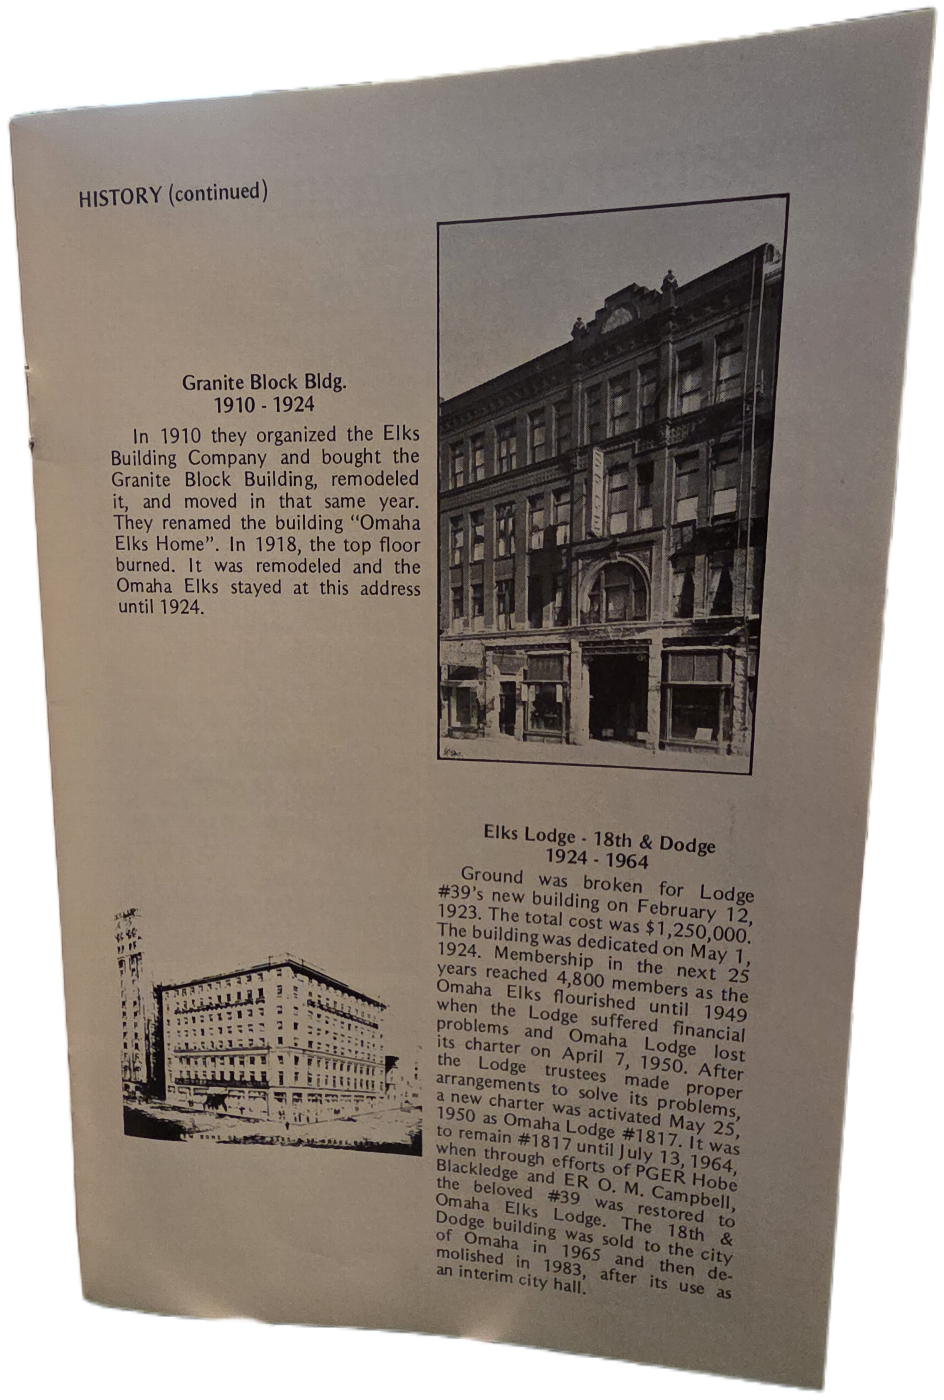 HISTORY (continued)
Granite Block Bldg.
1910 - 1924
In 1910 they organized the Elks
Building Company and bought the
Granite Block Building, remodeled
it, and moved in that same year.
They renamed the building “Omaha
Elks Home”. In 1918, the top floor
burned. It was remodeled and the
Omaha Elks stayed at this address
until 1924.
Elks Lodge - 18th & Dodge
1924 - 1964
Ground was broken for Lodge
#39’s new building on February 12,
1923. The total cost was $1,250,000.
The building was dedicated on May 1,
1924. Membership in the next 25
years reached 4,800 members as the
Omaha Elks flourished until 1949
when the Lodge suffered financial
problems and Omaha Lodge lost
its charter on April 7, 1950. After
the Lodge trustees made proper
arrangements to solve its problems,
a new charter was activated May 25,
1950 as Omaha Lodge #1817. It was
to remain #1817 until July 13, 1964,
when through efforts of PGER Hobe
Blackledge and ER O. M. Campbell,
the beloved #39 was restored to
Omaha Elks Lodge. The 18th &
Dodge building was sold to the city
of Omaha in 1965 and then de-
molished in 1983, after its use as
an interim city hall.